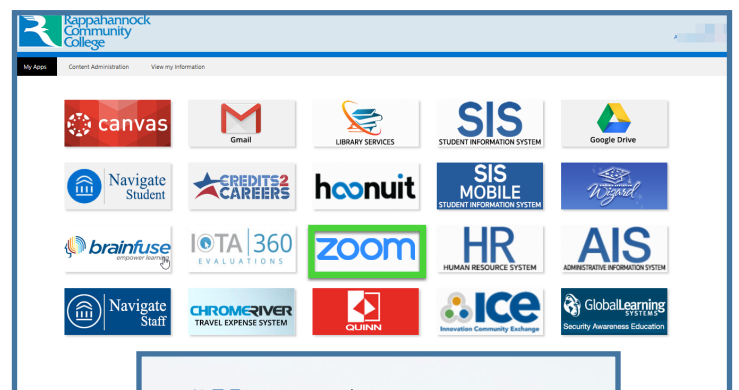 Rappahannock
Community
College
My Apps
Content Administration
View my Information
canvas
Gmail
LIBRARY SERVICES
SIS
STUDENT INFORMATION SYSTEM
Google Drive
Navigate
Student
CREDITS2
CAREERS
hoonuit
SIS
MOBILE
STUDENT INFORMATION SYSTEM
Wizard
brainfuse
empower learning
IOTA 360
EVALUATIONS
zoom
HR
HUMAN RESOURCE SYSTEM
AIS
ADMINISTRATIVE INFORMATION SYSTEM
Navigate
Staff
CHROMERIVER
TRAVEL EXPENSE SYSTEM
QUINN
ICE
Innovation Community Exchange
GlobalLearning
SYSTEMS
Security Awareness Education